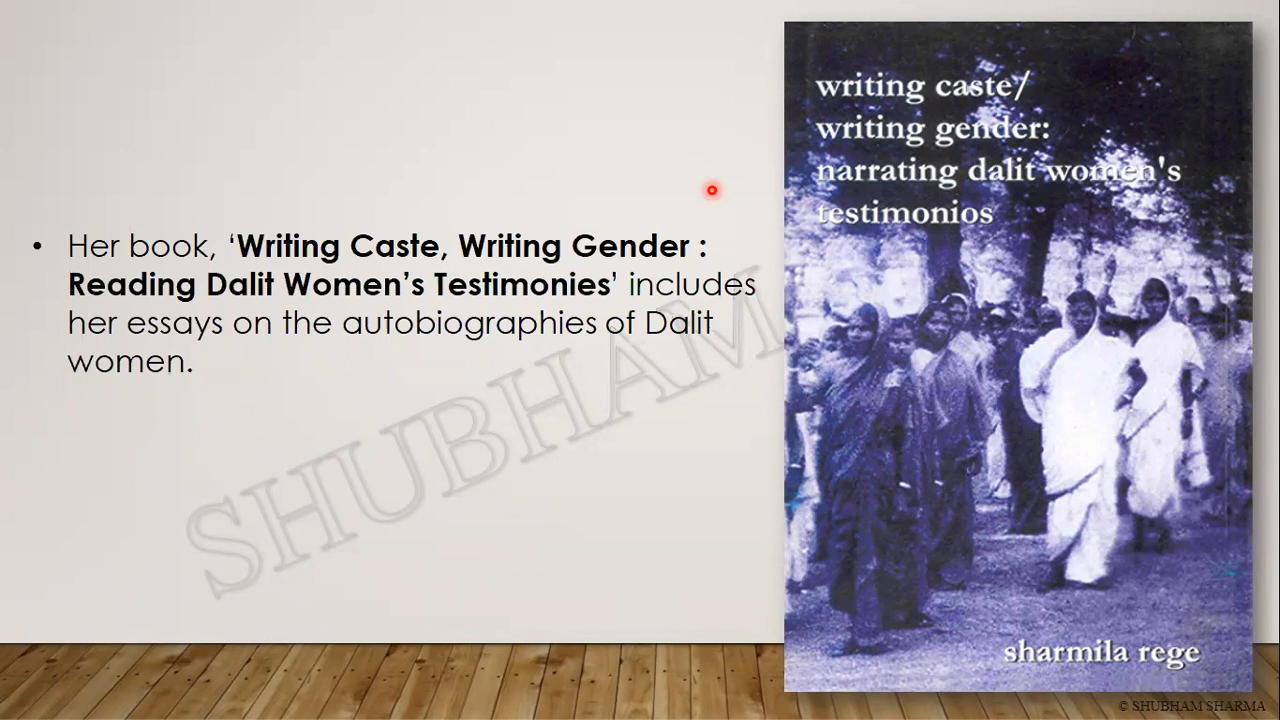 • Her book, ‘Writing Caste, Writing Gender :
Reading Dalit Women’s Testimonies’ includes
her essays on the autobiographies of Dalit
women.
SHUBHAM
writing caste/
writing gender:
narrating dalit women's
testimonios
sharmila rege
© SHUBHAM SHARMA